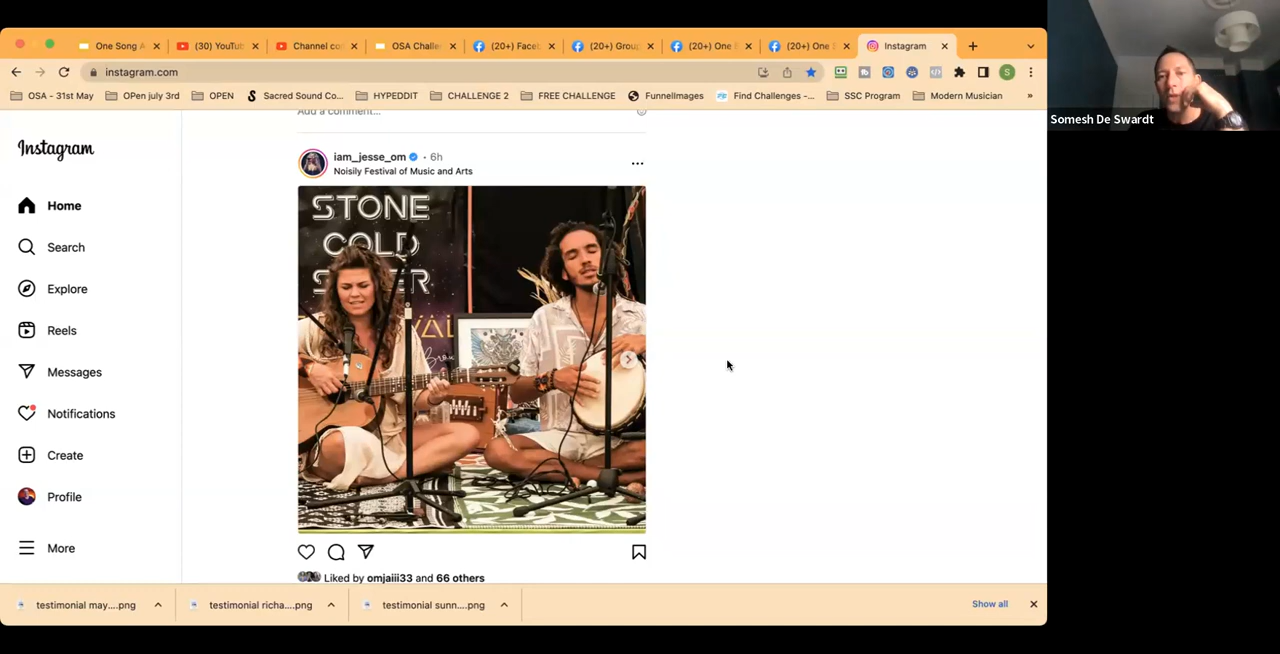 One Song A
(30) YouTub
Channel co
OSA Challe
(20+) Face
(20+) Group
(20+) One
(20+) One
Instagram
instagram.com
S
OSA - 31st May
OPen july 3rd
OPEN
Sacred Sound Co...
HYPEDDIT
CHALLENGE 2
FREE CHALLENGE
FunnelImages
Find Challenges -...
SSC Program
Modern Musician
»
Somesh De Swardt
Instagram
Home
Search
Explore
Reels
Messages
Notifications
Create
Profile
More
Add a comment...
iam_jesse_om • 6h
Noisily Festival of Music and Arts
STONE
COLD
Liked by omjaiii33 and 66 others
testimonial may....png
testimonial richa....png
testimonial sunn....png
Show all